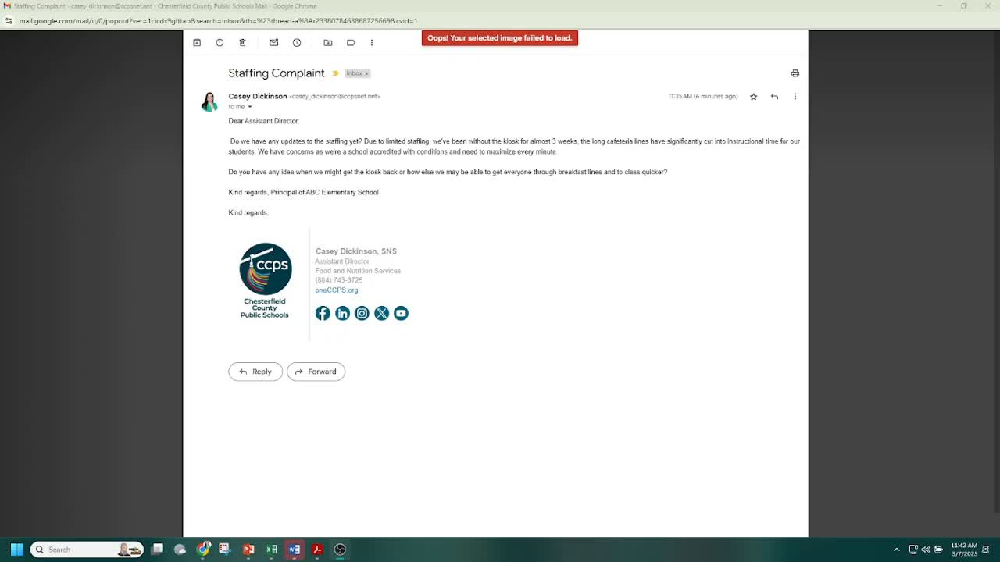 Staffing Complaint - casey_dickinson@ccpsnet.net - Chesterfield County Public Schools Mail - Google Chrome
mail.google.com/mail/u/0/popout?ver=1cicdx9glttao&search=inbox&th=%23thread-a%3Ar2338078463868725669&cvid=1
Oops! Your selected image failed to load.
Staffing Complaint
Inbox ×
Casey Dickinson <casey_dickinson@ccpsnet.net>
11:35 AM (6 minutes ago)
to me
Dear Assistant Director:
Do we have any updates to the staffing yet? Due to limited staffing, we've been without the kiosk for almost 3 weeks, the long cafeteria lines have significantly cut into instructional time for our
students. We have concerns as we're a school accredited with conditions and need to maximize every minute.
Do you have any idea when we might get the kiosk back or how else we may be able to get everyone through breakfast lines and to class quicker?
Kind regards, Principal of ABC Elementary School
Kind regards,
ccps
Chesterfield
County
Public Schools
Casey Dickinson, SNS
Assistant Director
Food and Nutrition Services
(804) 743-3725
oneCCPS.org
Reply
Forward
Search
11:42 AM
3/7/2025